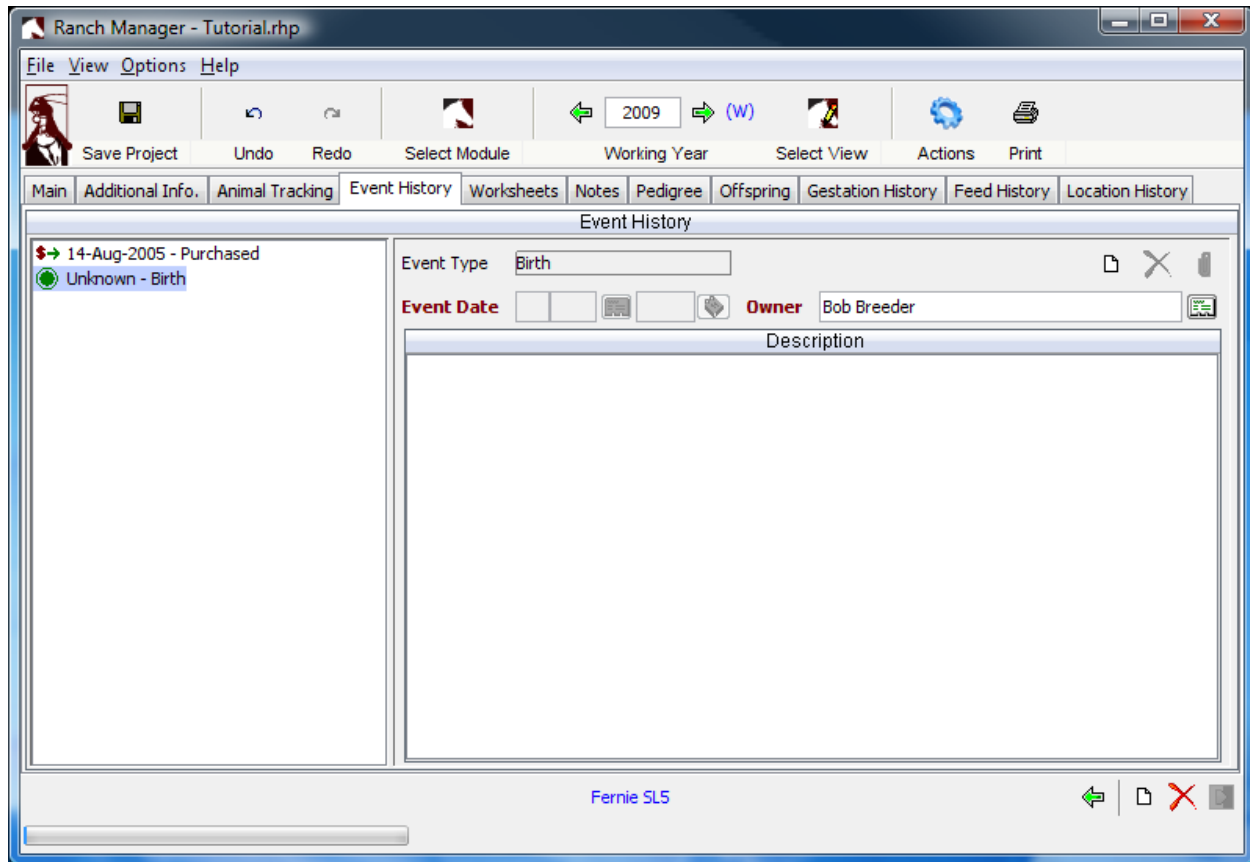 Ranch Manager - Tutorial.rhp
File View Options Help
2009 (W)
Save Project Undo Redo Select Module Working Year Select View Actions Print
Main Additional Info. Animal Tracking Event History Worksheets Notes Pedigree Offspring Gestation History Feed History Location History
Event History
14-Aug-2005 - Purchased
Unknown - Birth
Event Type Birth
Event Date Owner Bob Breeder
Description
Fernie SL5